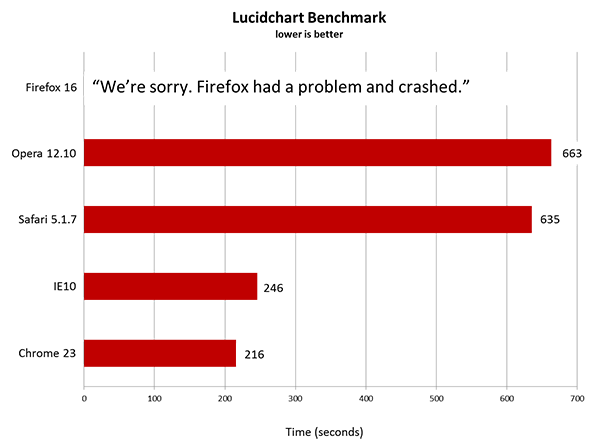 Lucidchart Benchmark
lower is better
Firefox 16 “We’re sorry. Firefox had a problem and crashed.”
Opera 12.10 663
Safari 5.1.7 635
IE10 246
Chrome 23 216
0 100 200 300 400 500 600 700
Time (seconds)